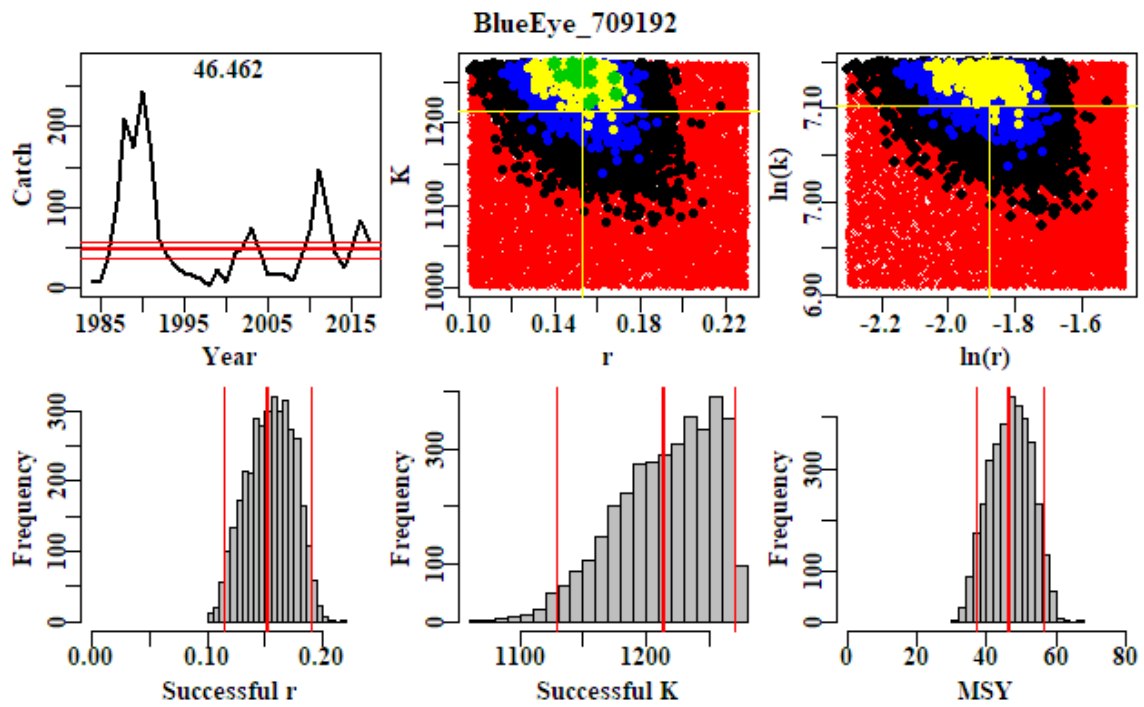 BlueEye_709192
46.462
Catch
0 100 200
1985 1995 2005 2015
Year
K
1000 1100 1200
0.10 0.14 0.18 0.22
r
ln(k)
6.90 7.00 7.10
-2.2 -2.0 -1.8 -1.6
ln(r)
Frequency
0 100 200 300
0.00 0.10 0.20
Successful r
Frequency
0 100 300
1100 1200
Successful K
Frequency
0 100 300
0 20 40 60 80
MSY